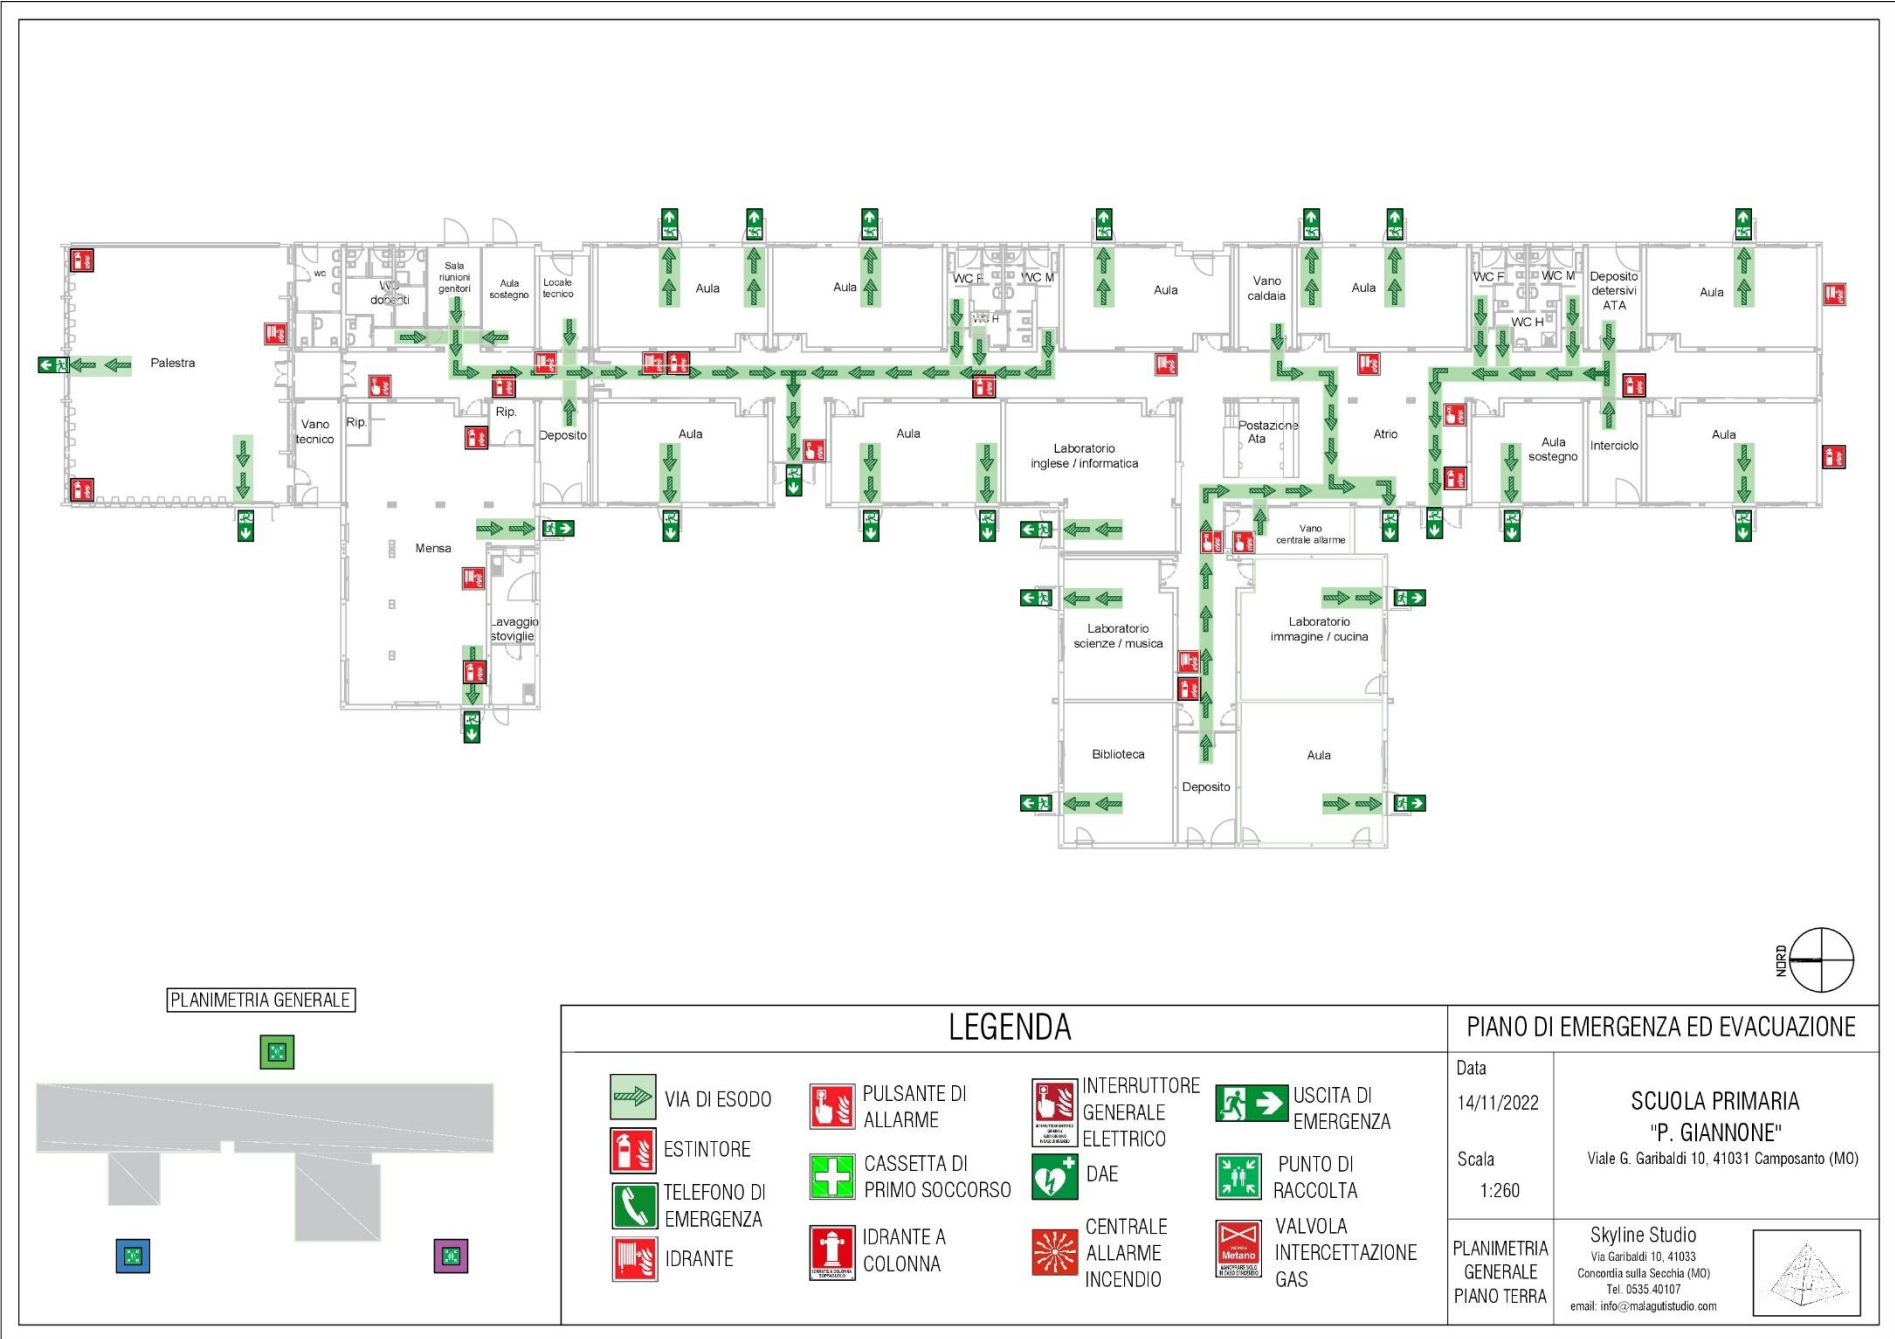 wc
WC
docenti
Sala
riunioni
genitori
Aula
sostegno
Locale
tecnico
Aula
Aula
WC F
WC M
WC H
Aula
Vano
caldaia
Aula
WC F
WC M
WC H
Deposito
detersivi
ATA
Aula
Palestra
Vano
tecnico
Rip.
Rip.
Deposito
Aula
Aula
Laboratorio
inglese / informatica
Postazione
Ata
Atrio
Aula
sostegno
Interciclo
Aula
Mensa
Vano
centrale allarme
Lavaggio
stoviglie
Laboratorio
scienze / musica
Laboratorio
immagine / cucina
Biblioteca
Deposito
Aula
NORD
PLANIMETRIA GENERALE
LEGENDA
VIA DI ESODO
ESTINTORE
TELEFONO DI
EMERGENZA
IDRANTE
PULSANTE DI
ALLARME
CASSETTA DI
PRIMO SOCCORSO
IDRANTE A
COLONNA
INTERRUTTORE
GENERALE
ELETTRICO
DAE
CENTRALE
ALLARME
INCENDIO
USCITA DI
EMERGENZA
PUNTO DI
RACCOLTA
Metano
VALVOLA
INTERCETTAZIONE
GAS
PIANO DI EMERGENZA ED EVACUAZIONE
Data
14/11/2022
Scala
1:260
SCUOLA PRIMARIA
"P. GIANNONE"
Viale G. Garibaldi 10, 41031 Camposanto (MO)
PLANIMETRIA
GENERALE
PIANO TERRA
Skyline Studio
Via Garibaldi 10, 41033
Concordia sulla Secchia (MO)
Tel. 0535.40107
email: info@malagutistudio.com